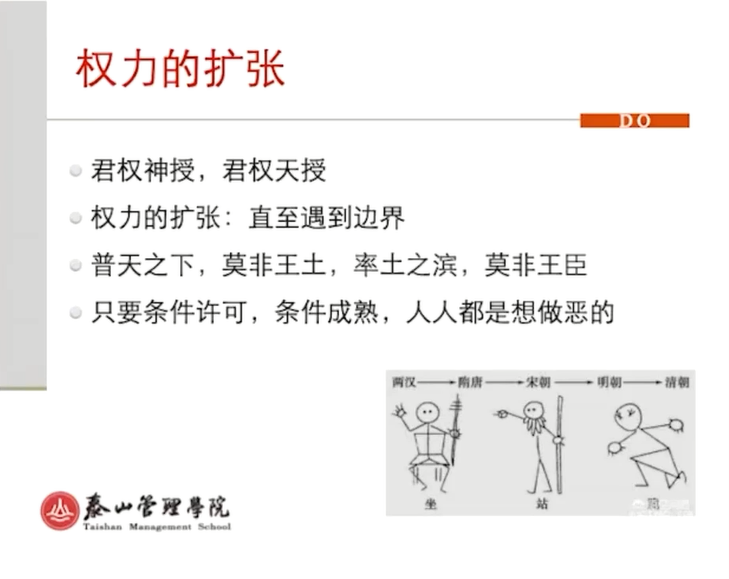 权力的扩张
DO
君权神授，君权天授
权力的扩张：直至遇到边界
普天之下，莫非王土，率土之滨，莫非王臣
只要条件许可，条件成熟，人人都是想做恶的
两汉 隋唐 宋朝 明朝 清朝
坐 站
泰山管理學院
Taishan Management School